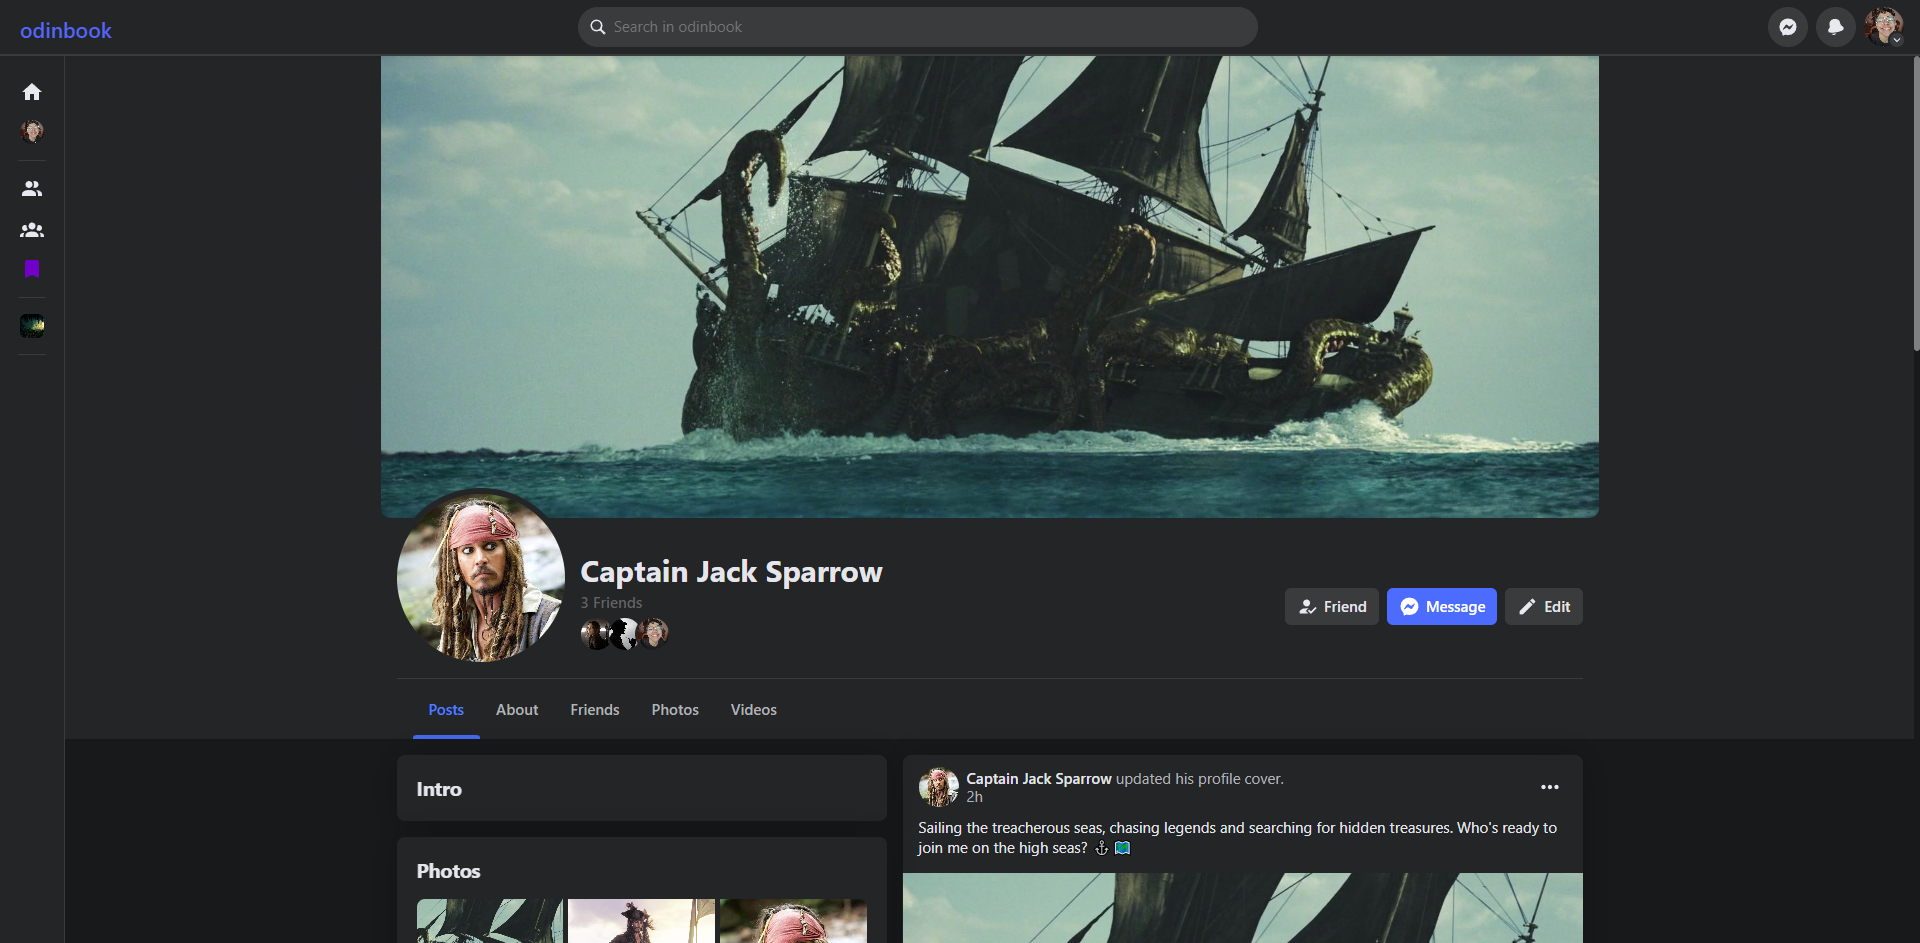 odinbook
Search in odinbook
Captain Jack Sparrow
3 Friends
Friend
Message
Edit
Posts
About
Friends
Photos
Videos
Intro
Photos
Captain Jack Sparrow updated his profile cover.
2h
Sailing the treacherous seas, chasing legends and searching for hidden treasures. Who's ready to
join me on the high seas? ⚓ 🗺️